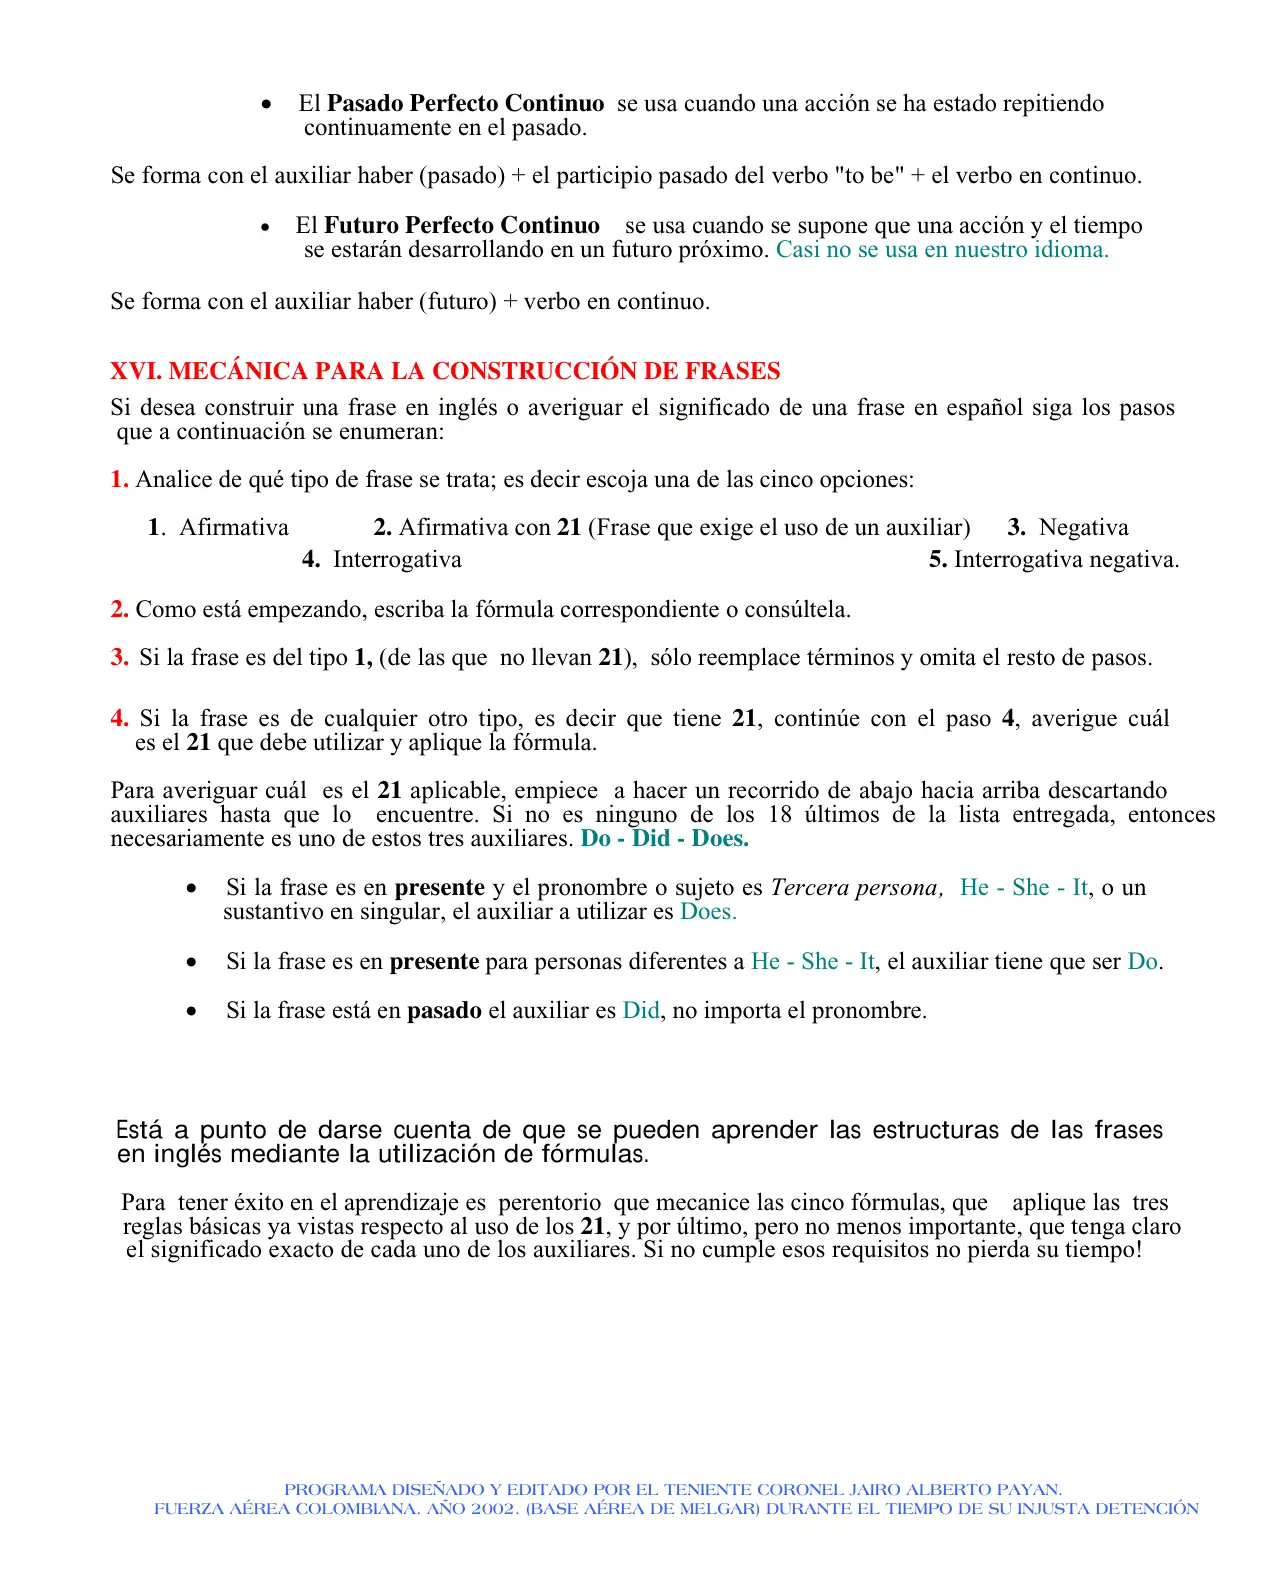 • El Pasado Perfecto Continuo se usa cuando una acción se ha estado repitiendo
continuamente en el pasado.
Se forma con el auxiliar haber (pasado) + el participio pasado del verbo "to be" + el verbo en continuo.
• El Futuro Perfecto Continuo se usa cuando se supone que una acción y el tiempo
se estarán desarrollando en un futuro próximo. Casi no se usa en nuestro idioma.
Se forma con el auxiliar haber (futuro) + verbo en continuo.
XVI. MECÁNICA PARA LA CONSTRUCCIÓN DE FRASES
Si desea construir una frase en inglés o averiguar el significado de una frase en español siga los pasos
que a continuación se enumeran:
1. Analice de qué tipo de frase se trata; es decir escoja una de las cinco opciones:
1. Afirmativa 2. Afirmativa con 21 (Frase que exige el uso de un auxiliar) 3. Negativa
4. Interrogativa 5. Interrogativa negativa.
2. Como está empezando, escriba la fórmula correspondiente o consúltela.
3. Si la frase es del tipo 1, (de las que no llevan 21), sólo reemplace términos y omita el resto de pasos.
4. Si la frase es de cualquier otro tipo, es decir que tiene 21, continúe con el paso 4, averigue cuál
es el 21 que debe utilizar y aplique la fórmula.
Para averiguar cuál es el 21 aplicable, empiece a hacer un recorrido de abajo hacia arriba descartando
auxiliares hasta que lo encuentre. Si no es ninguno de los 18 últimos de la lista entregada, entonces
necesariamente es uno de estos tres auxiliares. Do - Did - Does.
• Si la frase es en presente y el pronombre o sujeto es Tercera persona, He - She - It, o un
sustantivo en singular, el auxiliar a utilizar es Does.
• Si la frase es en presente para personas diferentes a He - She - It, el auxiliar tiene que ser Do.
• Si la frase está en pasado el auxiliar es Did, no importa el pronombre.
Está a punto de darse cuenta de que se pueden aprender las estructuras de las frases
en inglés mediante la utilización de fórmulas.
Para tener éxito en el aprendizaje es perentorio que mecanice las cinco fórmulas, que aplique las tres
reglas básicas ya vistas respecto al uso de los 21, y por último, pero no menos importante, que tenga claro
el significado exacto de cada uno de los auxiliares. Si no cumple esos requisitos no pierda su tiempo!
PROGRAMA DISEÑADO Y EDITADO POR EL TENIENTE CORONEL JAIRO ALBERTO PAYAN.
FUERZA AÉREA COLOMBIANA. AÑO 2002. (BASE AÉREA DE MELGAR) DURANTE EL TIEMPO DE SU INJUSTA DETENCIÓN